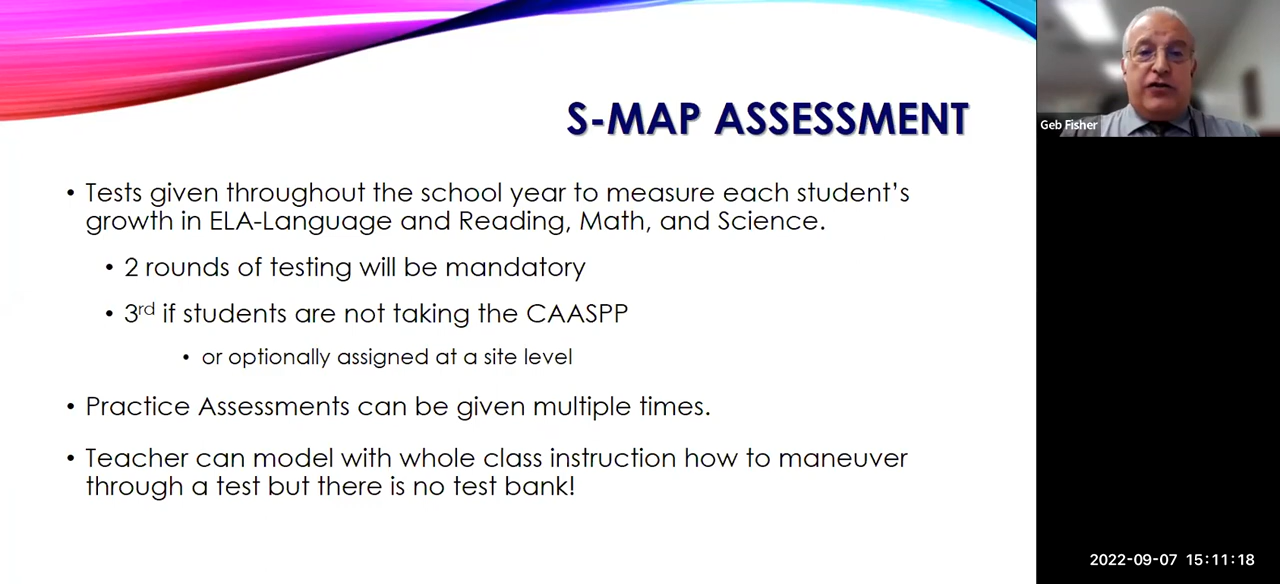 S-MAP ASSESSMENT
Geb Fisher
• Tests given throughout the school year to measure each student’s
growth in ELA-Language and Reading, Math, and Science.
• 2 rounds of testing will be mandatory
• 3rd if students are not taking the CAASPP
• or optionally assigned at a site level
• Practice Assessments can be given multiple times.
• Teacher can model with whole class instruction how to maneuver
through a test but there is no test bank!
2022-09-07 15:11:18